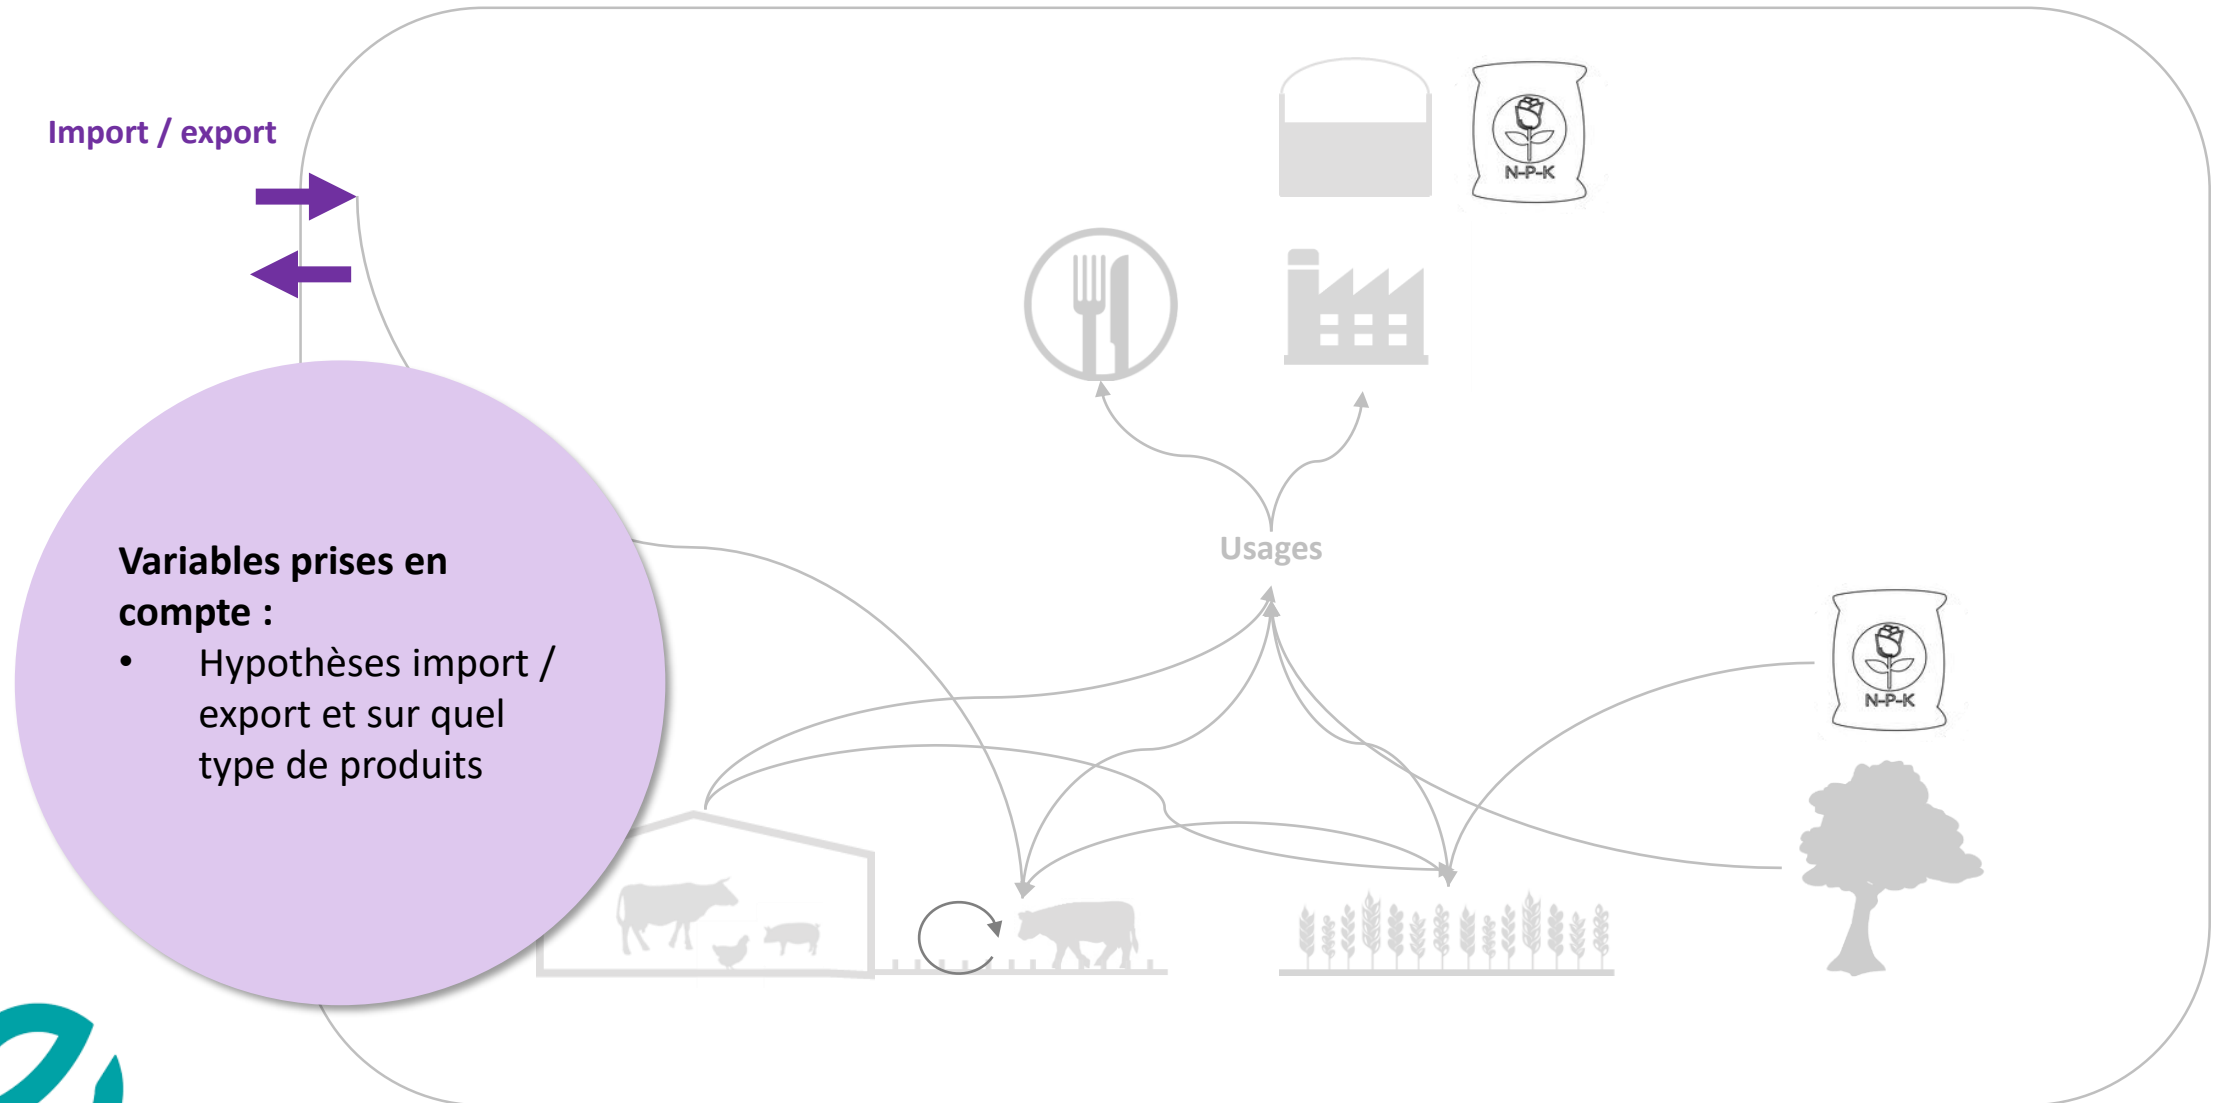 N-P-K
Import / export
Usages
Variables prises en
compte :
• Hypothèses import /
export et sur quel
type de produits
N-P-K